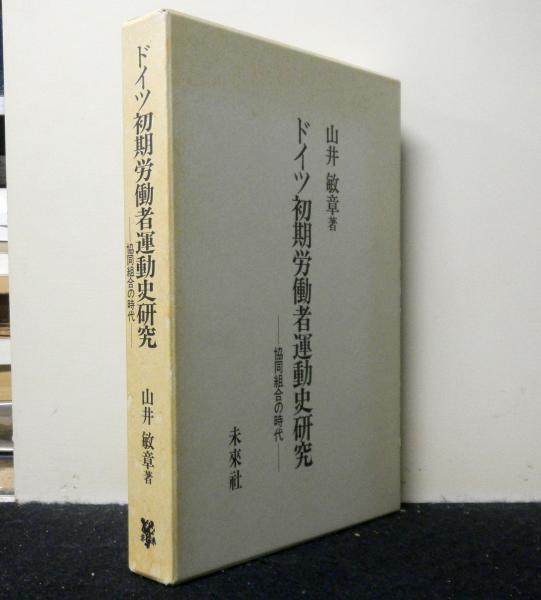 ドイツ初期労働者運動史研究
――協同組合の時代――
山井敏章著
山井敏章著
ドイツ初期労働者運動史研究
――協同組合の時代――
未來社